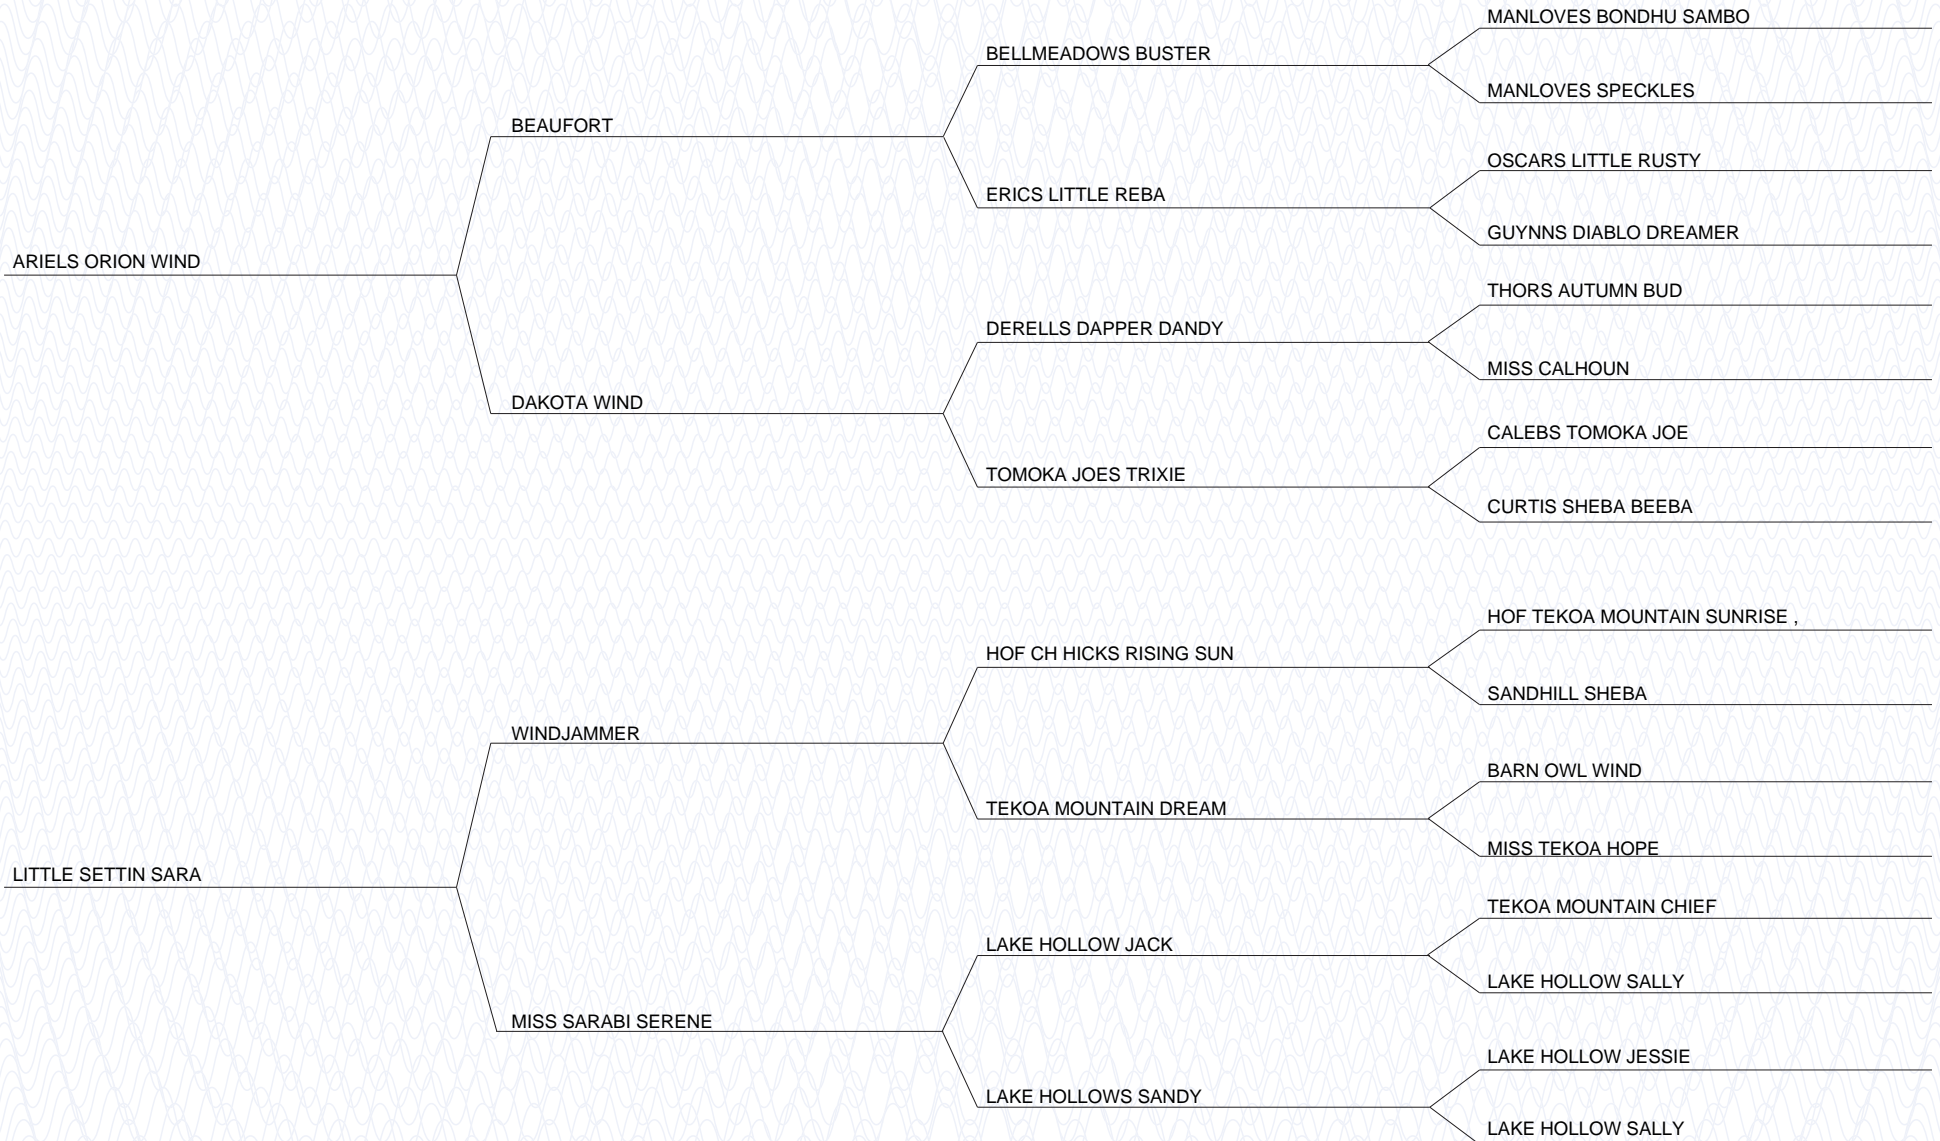 MANLOVES BONDHU SAMBO
BELLMEADOWS BUSTER
MANLOVES SPECKLES
BEAUFORT
OSCARS LITTLE RUSTY
ERICS LITTLE REBA
GUYNNS DIABLO DREAMER
ARIELS ORION WIND
THORS AUTUMN BUD
DERELLS DAPPER DANDY
MISS CALHOUN
DAKOTA WIND
CALEBS TOMOKA JOE
TOMOKA JOES TRIXIE
CURTIS SHEBA BEEBA
HOF TEKOA MOUNTAIN SUNRISE ,
HOF CH HICKS RISING SUN
SANDHILL SHEBA
WINDJAMMER
BARN OWL WIND
TEKOA MOUNTAIN DREAM
MISS TEKOA HOPE
LITTLE SETTIN SARA
TEKOA MOUNTAIN CHIEF
LAKE HOLLOW JACK
LAKE HOLLOW SALLY
MISS SARABI SERENE
LAKE HOLLOW JESSIE
LAKE HOLLOWS SANDY
LAKE HOLLOW SALLY